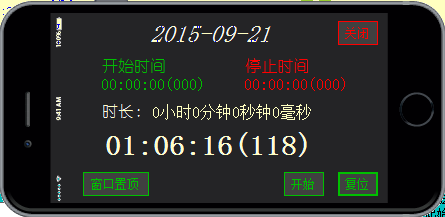 100%
2015-09-21
关闭
开始时间
停止时间
00:00:00(000)
00:00:00(000)
9:41 AM
时长: 0小时0分钟0秒钟0毫秒
01:06:16(118)
窗口置顶
开始
复位